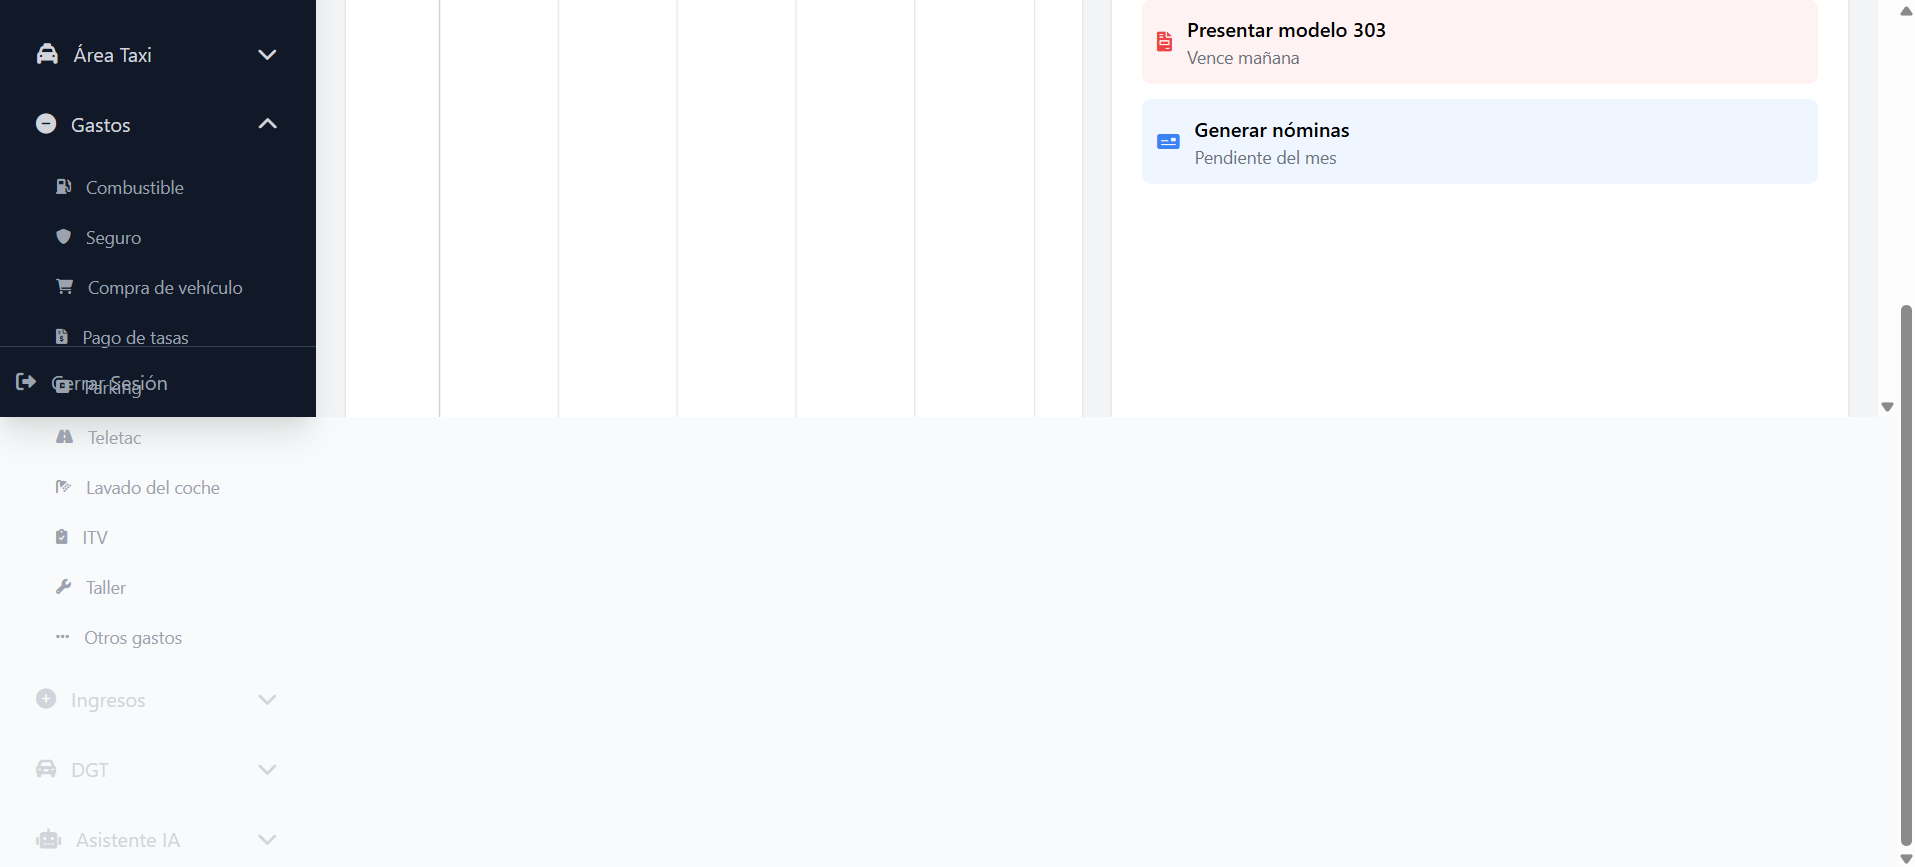 Área Taxi
Gastos
Combustible
Seguro
Compra de vehículo
Pago de tasas
Cerrar Sesión
Parking
Teletac
Lavado del coche
ITV
Taller
Otros gastos
Ingresos
DGT
Asistente IA
Presentar modelo 303
Vence mañana
Generar nóminas
Pendiente del mes